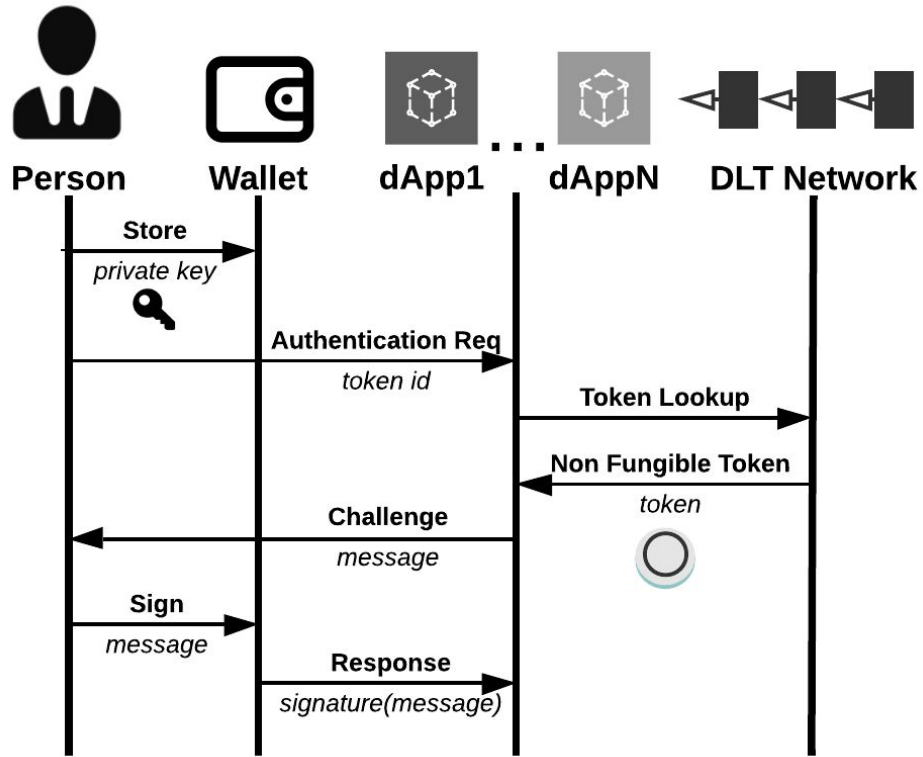 Person Wallet dApp1 ... dAppN DLT Network
Store
private key
Authentication Req
token id
Token Lookup
Non Fungible Token
token
Challenge
message
Sign
message
Response
signature(message)